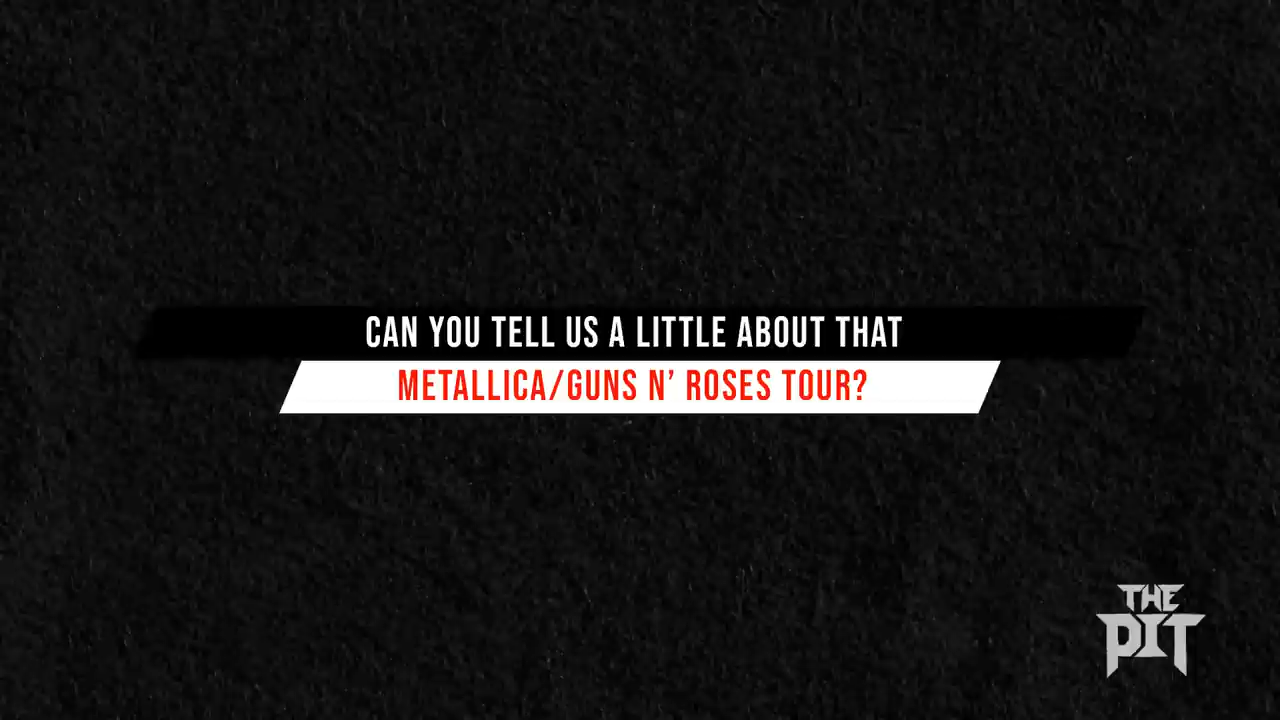 CAN YOU TELL US A LITTLE ABOUT THAT
METALLICA/GUNS N’ ROSES TOUR?
THE
PIT